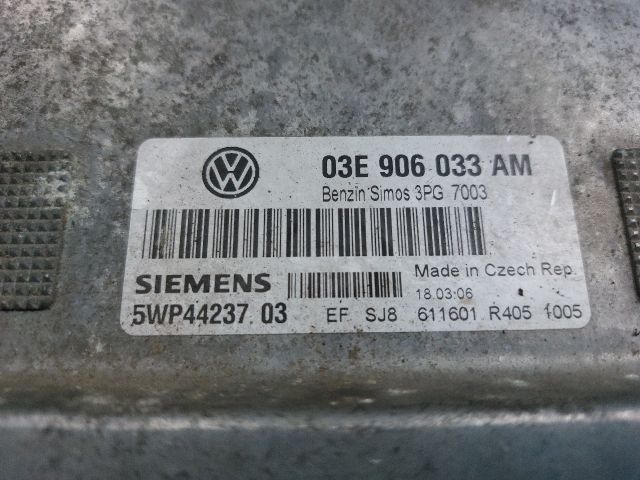 03E 906 033 AM
Benzin Simos 3PG 7003
SIEMENS
Made in Czech Rep.
18.03.06
5WP44237 03
EF SJ8 611601 R405 1005